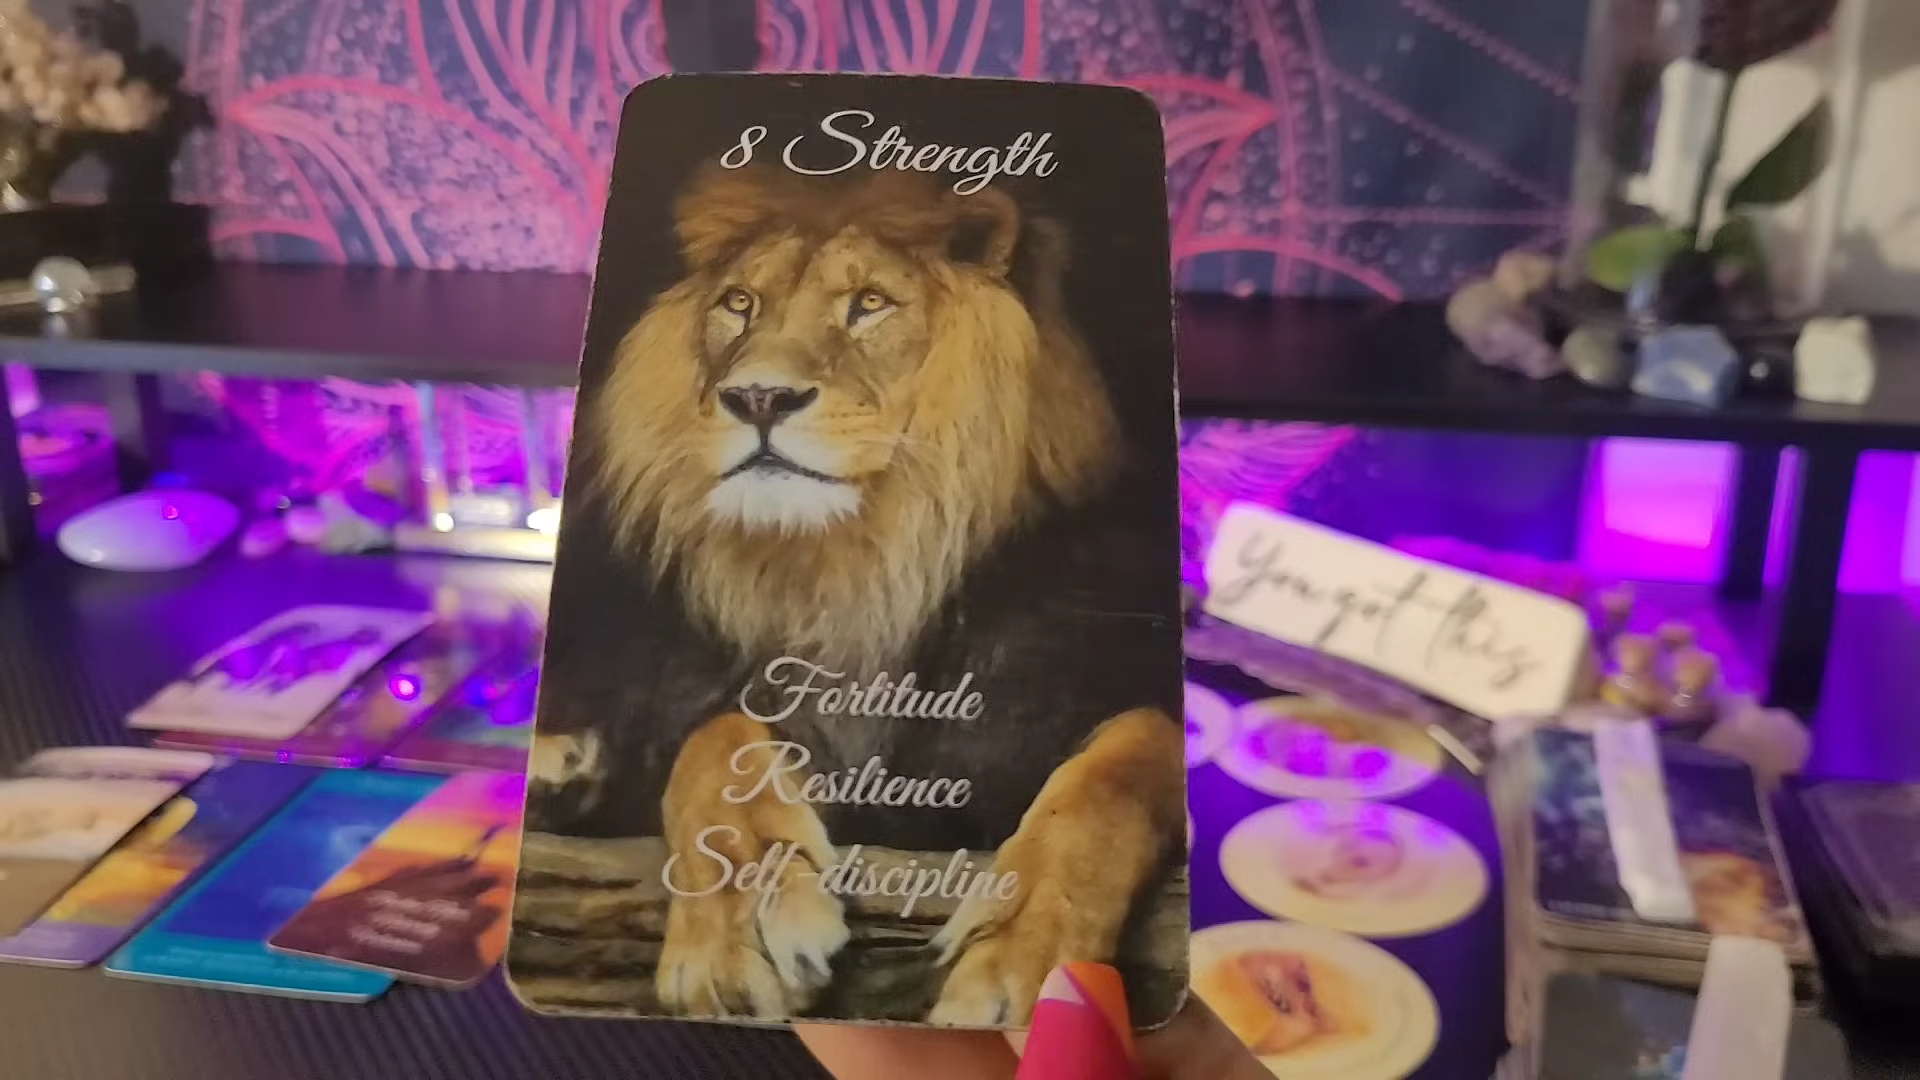 8 Strength
Fortitude
Resilience
Self-discipline
You got this